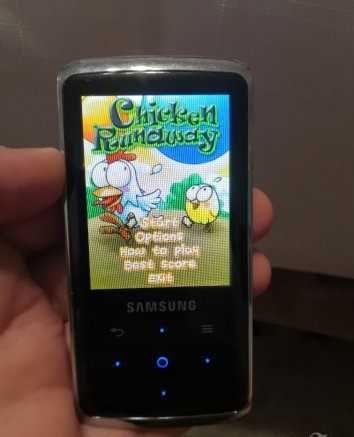 Chicken
Runaway
Start
Options
How to play
Best Score
Exit
SAMSUNG